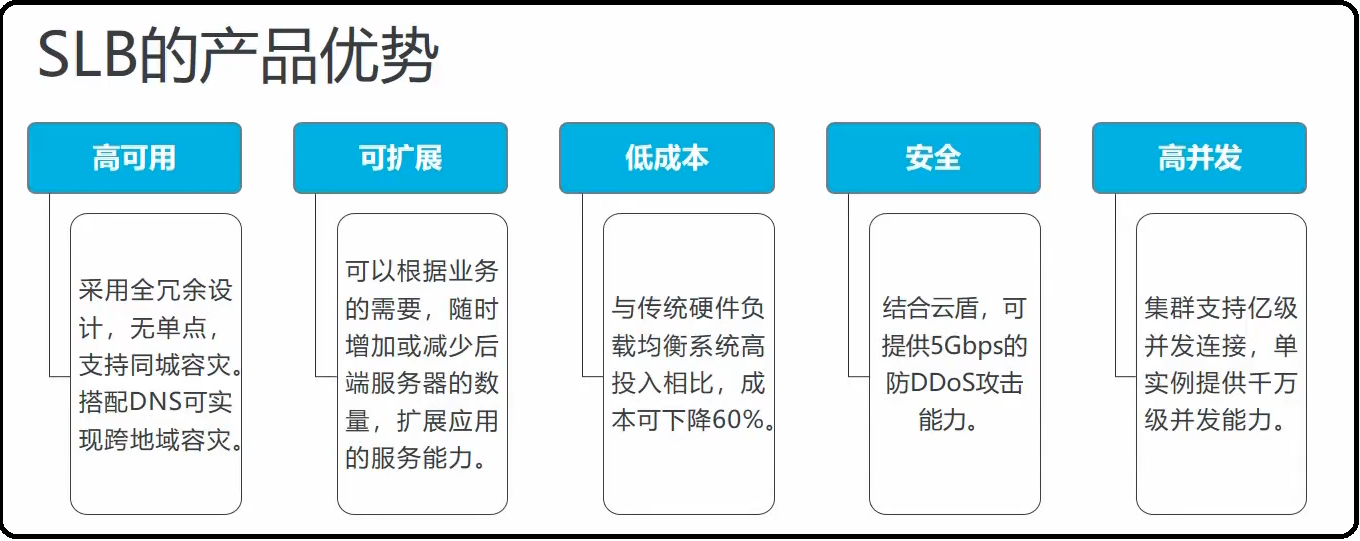 SLB的产品优势
高可用
采用全冗余设
计，无单点，
支持同城容灾。
搭配DNS可实
现跨地域容灾。
可扩展
可以根据业务
的需要，随时
增加或减少后
端服务器的数
量，扩展应用
的服务能力。
低成本
与传统硬件负
载均衡系统高
投入相比，成
本可下降60%。
安全
结合云盾，可
提供5Gbps的
防DDoS攻击
能力。
高并发
集群支持亿级
并发连接，单
实例提供千万
级并发能力。